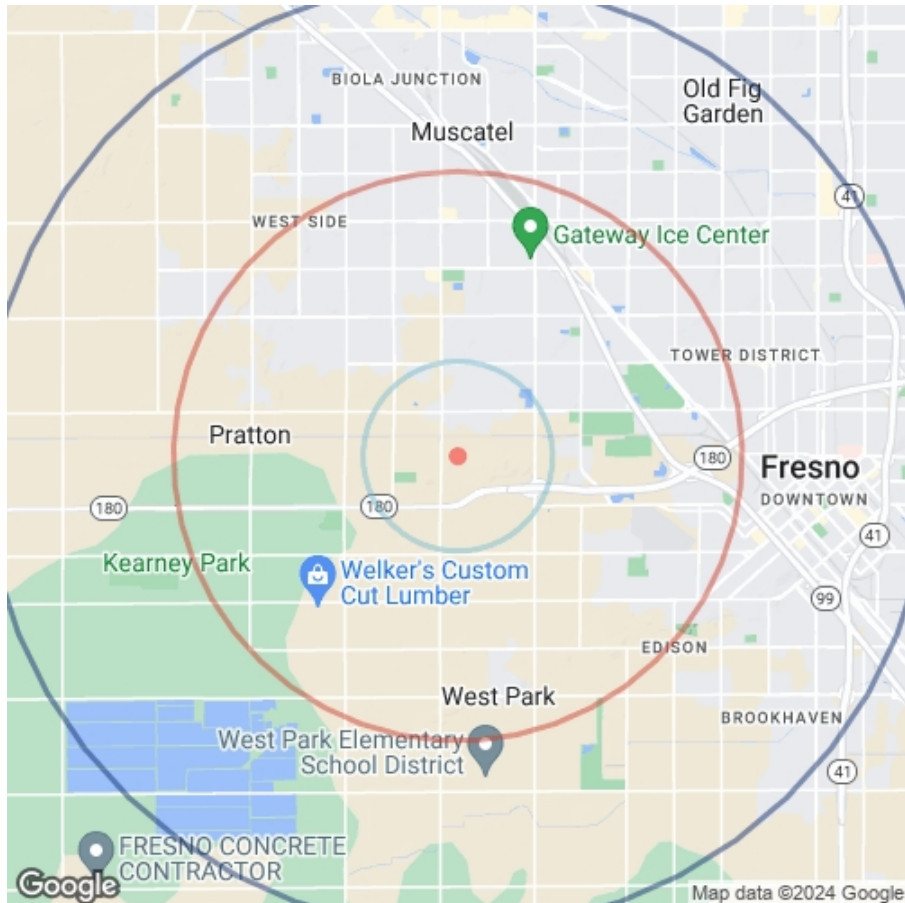 BIOLA JUNCTION
Old Fig
Garden
Muscatel
41
WEST SIDE
Gateway Ice Center
TOWER DISTRICT
Pratton
180
Fresno
DOWNTOWN
180
180
41
Kearney Park
Welker's Custom
Cut Lumber
99
EDISON
West Park
BROOKHAVEN
West Park Elementary
School District
41
FRESNO CONCRETE
CONTRACTOR
Google
Map data ©2024 Google